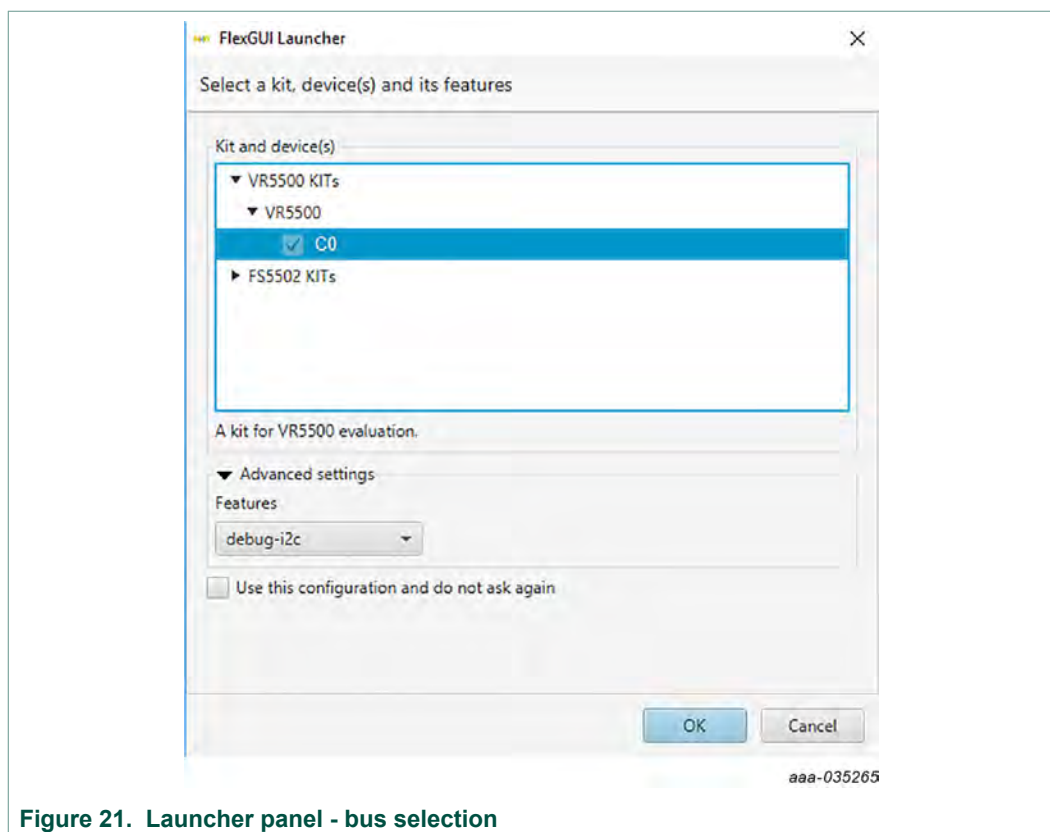 FlexGUI Launcher
Select a kit, device(s) and its features
Kit and device(s)
VR5500 KITs
VR5500
C0
FS5502 KITs
A kit for VR5500 evaluation.
Advanced settings
Features
debug-i2c
Use this configuration and do not ask again
OK Cancel
aaa-035265
Figure 21. Launcher panel - bus selection